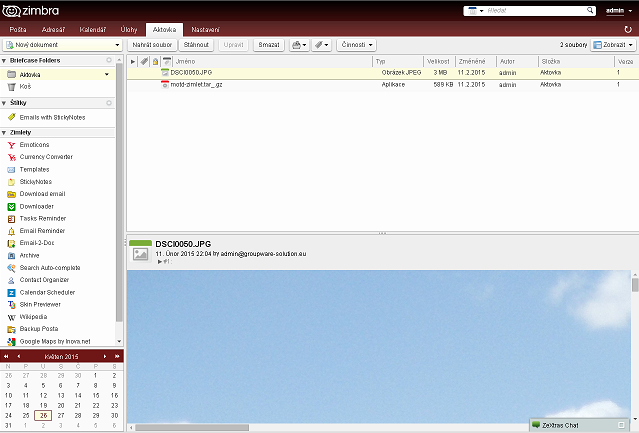 zimbra
Hledat
admin
Pošta Adresář Kalendář Úlohy Aktovka Nastavení
Nový dokument
Nahrát soubor Stáhnout Upravit Smazat Činnosti 2 soubory Zobrazit
Briefcase Folders
Aktovka
Koš
Štítky
Emails with StickyNotes
Zimlety
Emoticons
Currency Converter
Templates
StickyNotes
Download email
Downloader
Tasks Reminder
Email Reminder
Email-2-Doc
Archive
Search Auto-complete
Contact Organizer
Calendar Scheduler
Skin Previewer
Wikipedia
Backup Posta
Google Maps by Inova.net
Jméno Typ Velikost Změněné Autor Složka Verze
DSCI0050.JPG Obrázek JPEG 3 MB 11.2.2015 admin Aktovka 1
motd-zimlet.tar_.gz Aplikace 589 KB 11.2.2015 admin Aktovka 1
DSCI0050.JPG
11. Únor 2015 22:04 by admin@groupware-solution.eu
#1:
Květen 2015
N P U S Č P S
26 27 28 29 30 1 2
3 4 5 6 7 8 9
10 11 12 13 14 15 16
17 18 19 20 21 22 23
24 25 26 27 28 29 30
31 1 2 3 4 5 6
ZeXtras Chat